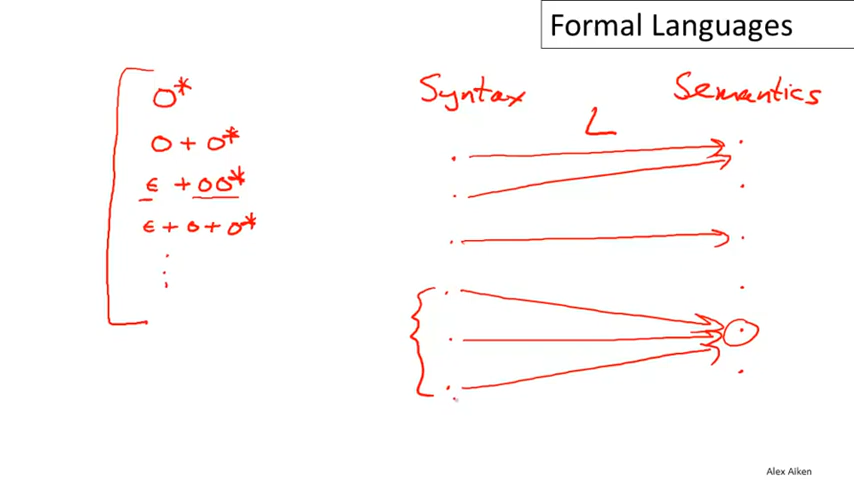 Formal Languages
0*
0 + 0*
ϵ + 00*
ϵ + 0 + 0*
⋮
Syntax
Semantics
L
Alex Aiken